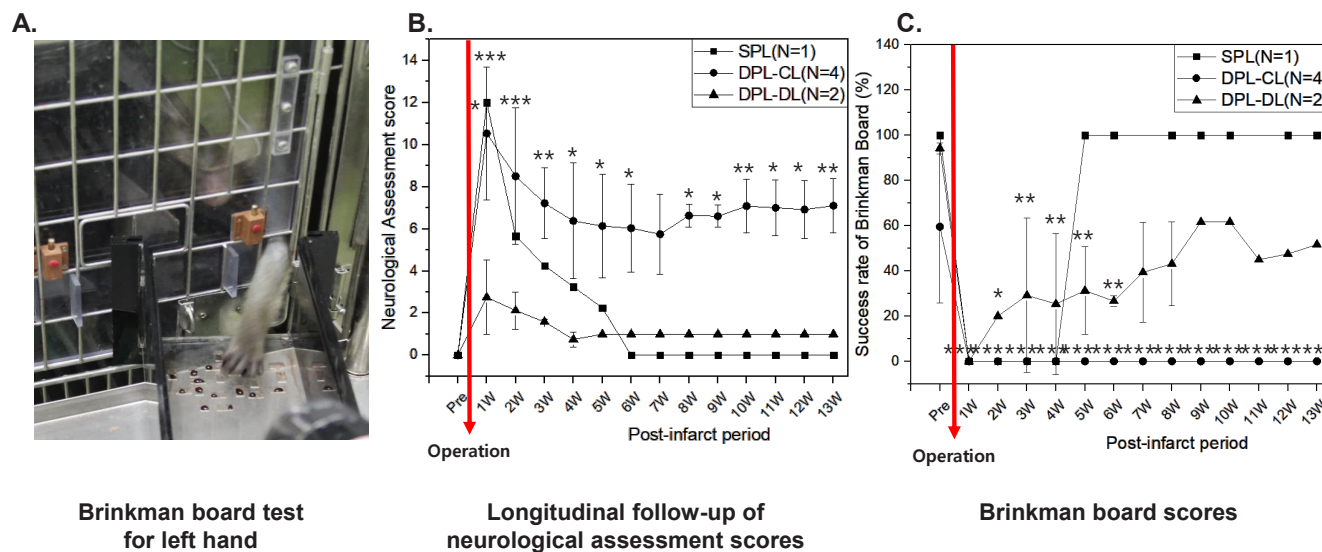 A.
B.
C.
Neurological Assessment score
14
12
10
8
6
4
2
0
SPL(N=1)
DPL-CL(N=4)
DPL-DL(N=2)
*
***
***
**
*
*
*
*
*
**
*
*
**
Pre
1W
2W
3W
4W
5W
6W
7W
8W
9W
10W
11W
12W
13W
Post-infarct period
Operation
Success rate of Brinkman Board (%)
140
120
100
80
60
40
20
0
SPL(N=1)
DPL-CL(N=4
DPL-DL(N=2
*
**
**
**
**
Pre
1W
2W
3W
4W
5W
6W
7W
8W
9W
10W
11W
12W
13W
Post-infarct period
Operation
Brinkman board test
for left hand
Longitudinal follow-up of
neurological assessment scores
Brinkman board scores